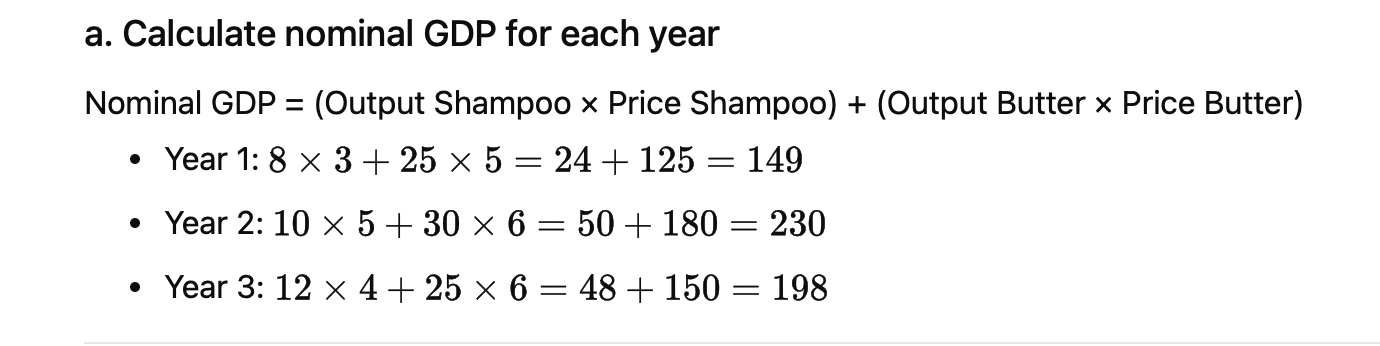 a. Calculate nominal GDP for each year
Nominal GDP = (Output Shampoo × Price Shampoo) + (Output Butter × Price Butter)
• Year 1: 8 × 3 + 25 × 5 = 24 + 125 = 149
• Year 2: 10 × 5 + 30 × 6 = 50 + 180 = 230
• Year 3: 12 × 4 + 25 × 6 = 48 + 150 = 198